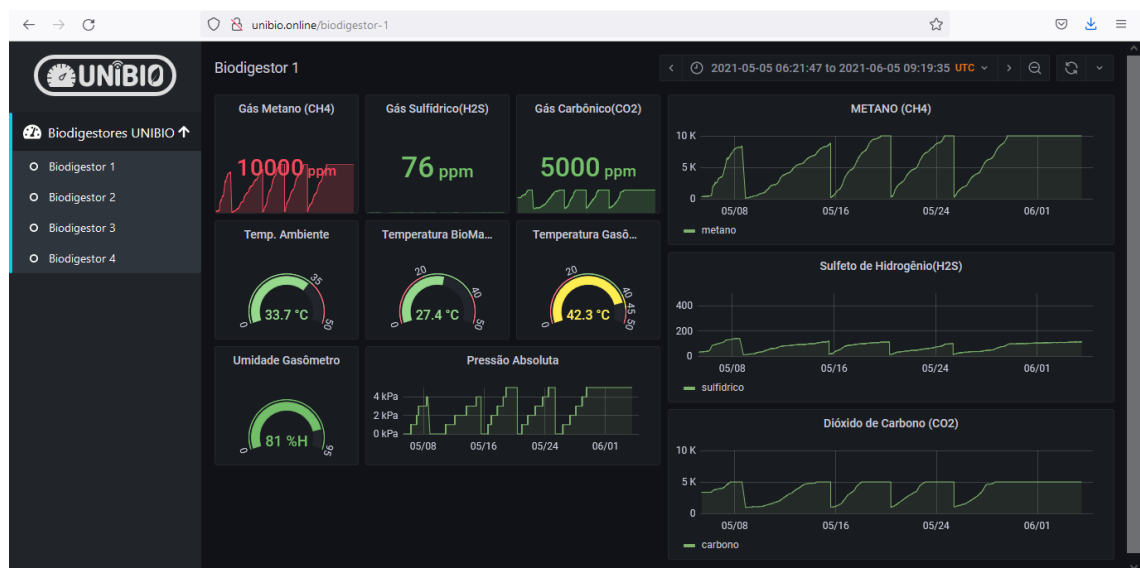 unibio.online/biodigestor-1
UNIBIO
Biodigestores UNIBIO
Biodigestor 1
Biodigestor 2
Biodigestor 3
Biodigestor 4
Biodigestor 1
2021-05-05 06:21:47 to 2021-06-05 09:19:35 UTC
Gás Metano (CH4)
10000 ppm
Gás Sulfídrico(H2S)
76 ppm
Gás Carbônico(CO2)
5000 ppm
Temp. Ambiente
0
35
50
33.7 °C
Temperatura BioMa...
0
20
40
50
27.4 °C
Temperatura Gasô...
0
20
40
45
50
42.3 °C
Umidade Gasômetro
0
95
81 %H
Pressão Absoluta
4 kPa
2 kPa
0 kPa
05/08 05/16 05/24 06/01
METANO (CH4)
10 K
5 K
0
05/08 05/16 05/24 06/01
metano
Sulfeto de Hidrogênio(H2S)
400
200
0
05/08 05/16 05/24 06/01
sulfidrico
Dióxido de Carbono (CO2)
10 K
5 K
0
05/08 05/16 05/24 06/01
carbono